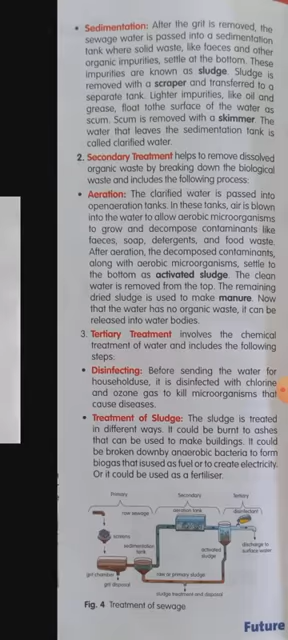 • Sedimentation: After the grit is removed, the
sewage water is passed into a sedimentation
tank where solid waste, like faeces and other
organic impurities, settle at the bottom. These
impurities are known as sludge. Sludge is
removed with a scraper and transferred to a
separate tank. Lighter impurities, like oil and
grease, float tothe surface of the water as
scum. Scum is removed with a skimmer. The
water that leaves the sedimentation tank is
called clarified water.
2. Secondary Treatment helps to remove dissolved
organic waste by breaking down the biological
waste and includes the following process:
• Aeration: The clarified water is passed into
openaeration tanks. In these tanks, air is blown
into the water to allow aerobic microorganisms
to grow and decompose contaminants like
faeces, soap, detergents, and food waste.
After aeration, the decomposed contaminants,
along with aerobic microorganisms, settle to
the bottom as activated sludge. The clean
water is removed from the top. The remaining
dried sludge is used to make manure. Now
that the water has no organic waste, it can be
released into water bodies.
3. Tertiary Treatment involves the chemical
treatment of water and includes the following
steps:
• Disinfecting: Before sending the water for
householduse, it is disinfected with chlorine
and ozone gas to kill microorganisms that
cause diseases.
• Treatment of Sludge: The sludge is treated
in different ways. It could be burnt to ashes
that can be used to make buildings. It could
be broken downby anaerobic bacteria to form
biogas that isused as fuel or to create electricity.
Or it could be used as a fertiliser.
Primary Secondary Tertiary
raw sewage aeration tank disinfectant
screens
sedimentation tank
activated sludge
discharge to surface water
grit chamber
grit disposal
raw or primary sludge
sludge treatment and disposal
Fig. 4 Treatment of sewage
Future